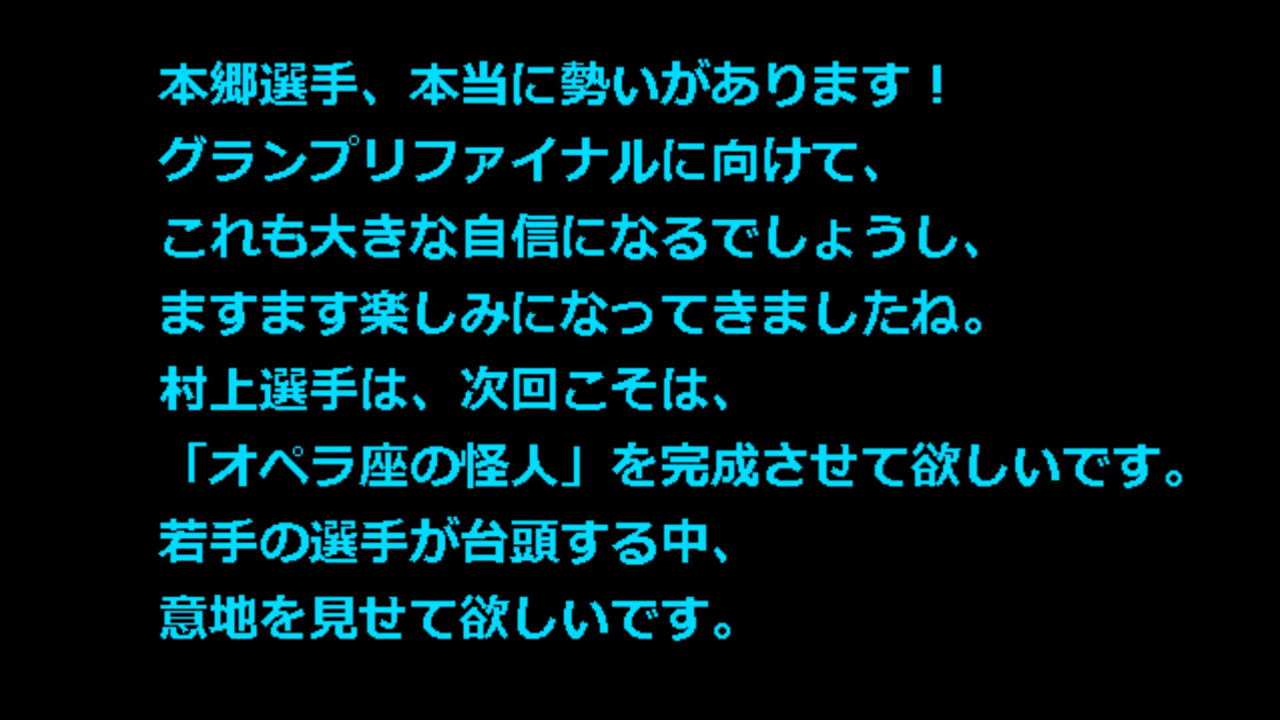 本郷選手、本当に勢いがあります！
グランプリファイナルに向けて、
これも大きな自信になるでしょうし、
ますます楽しみになってきましたね。
村上選手は、次回こそは、
「オペラ座の怪人」を完成させて欲しいです。
若手の選手が台頭する中、
意地を見せて欲しいです。